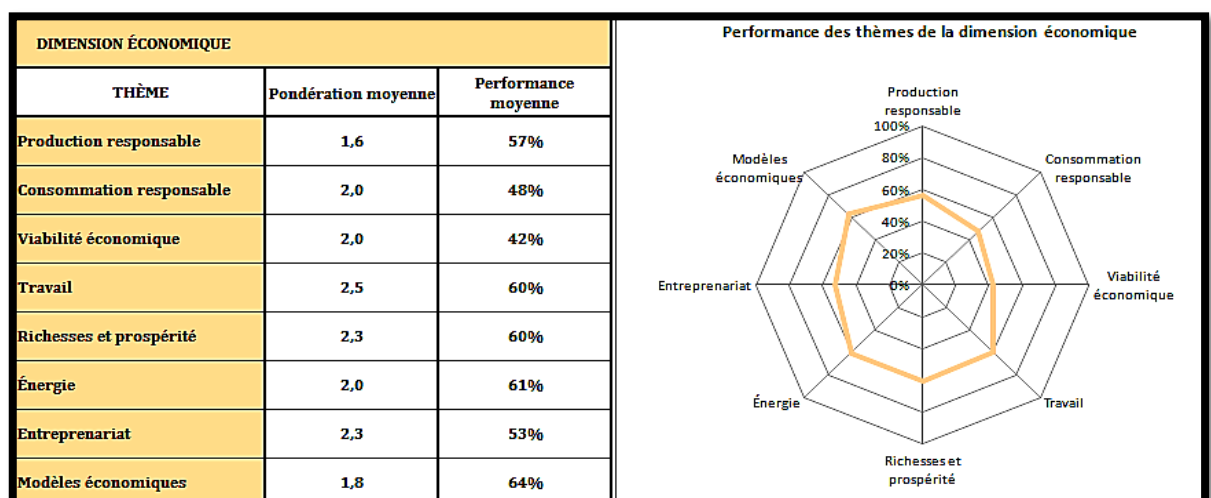 DIMENSION ÉCONOMIQUE
THÈME Pondération moyenne Performance moyenne
Production responsable 1,6 57%
Consommation responsable 2,0 48%
Viabilité économique 2,0 42%
Travail 2,5 60%
Richesses et prospérité 2,3 60%
Énergie 2,0 61%
Entreprenariat 2,3 53%
Modèles économiques 1,8 64%
Performance des thèmes de la dimension économique
Production
responsable
100%
80%
60%
40%
20%
0%
Consommation
responsable
Viabilité
économique
Travail
Richesses et
prospérité
Énergie
Entreprenariat
Modèles
économiques